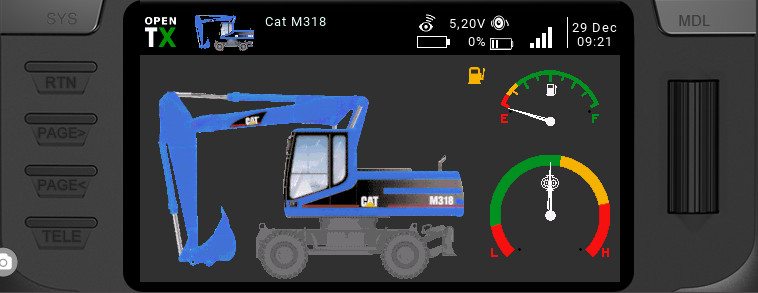 SYS
MDL
OPEN
TX
Cat M318
5,20V
0%
29 Dec
09:21
RTN
PAGE>
PAGE<
TELE
E
F
CAT
CAT
M318
L
H